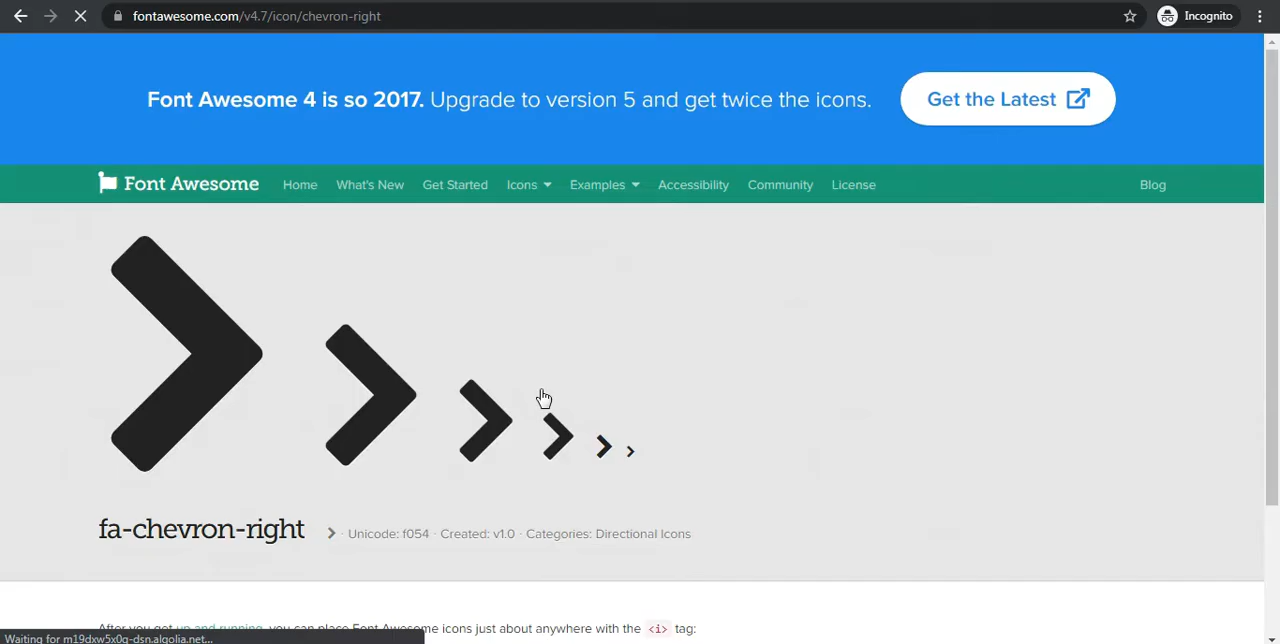 fontawesome.com/v4.7/icon/chevron-right
Incognito
Font Awesome 4 is so 2017. Upgrade to version 5 and get twice the icons.
Get the Latest
Font Awesome Home What's New Get Started Icons Examples Accessibility Community License Blog
fa-chevron-right · Unicode: f054 · Created: v1.0 · Categories: Directional Icons
After you get up and running, you can place Font Awesome icons just about anywhere with the <i> tag:
Waiting for m19dxw5x0q-dsn.algolia.net...